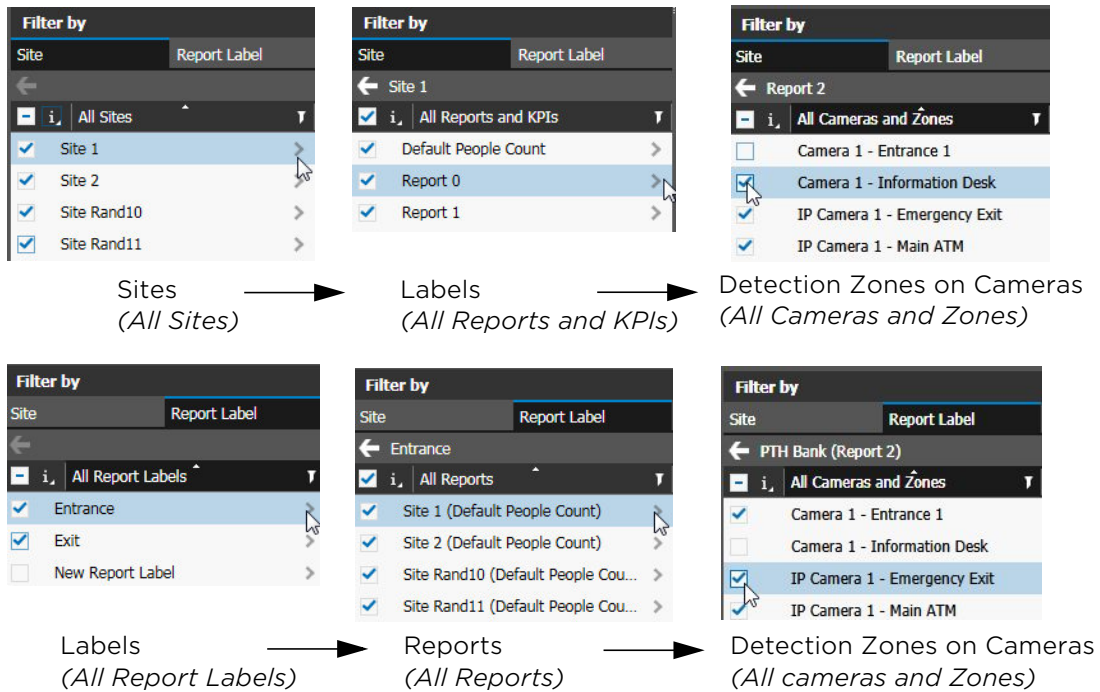 Filter by
Site Report Label
All Sites
Site 1
Site 2
Site Rand10
Site Rand11
Filter by
Site Report Label
Site 1
All Reports and KPIs
Default People Count
Report 0
Report 1
Filter by
Site Report Label
Report 2
All Cameras and Zones
Camera 1 - Entrance 1
Camera 1 - Information Desk
IP Camera 1 - Emergency Exit
IP Camera 1 - Main ATM
Sites
(All Sites)
Labels
(All Reports and KPIs)
Detection Zones on Cameras
(All Cameras and Zones)
Filter by
Site Report Label
All Report Labels
Entrance
Exit
New Report Label
Filter by
Site Report Label
Entrance
All Reports
Site 1 (Default People Count)
Site 2 (Default People Count)
Site Rand10 (Default People Cou...
Site Rand11 (Default People Cou...
Filter by
Site Report Label
PTH Bank (Report 2)
All Cameras and Zones
Camera 1 - Entrance 1
Camera 1 - Information Desk
IP Camera 1 - Emergency Exit
IP Camera 1 - Main ATM
Labels
(All Report Labels)
Reports
(All Reports)
Detection Zones on Cameras
(All cameras and Zones)